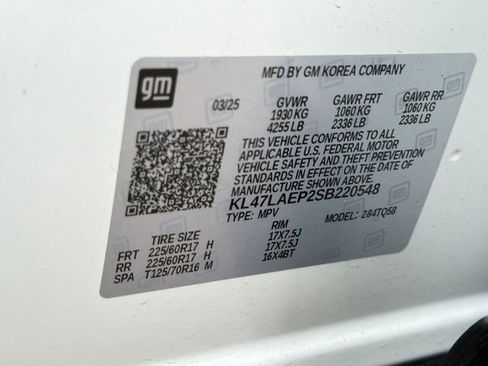 gm
MFD BY GM KOREA COMPANY
03/25 GVWR GAWR FRT GAWR RR
1930 KG 1060 KG 1060 KG
4255 LB 2336 LB 2336 LB
THIS VEHICLE CONFORMS TO ALL
APPLICABLE U.S. FEDERAL MOTOR
VEHICLE SAFETY AND THEFT PREVENTION
STANDARDS IN EFFECT ON THE DATE OF
MANUFACTURE SHOWN ABOVE.
KL47LAEP2SB220548
TYPE: MPV MODEL: 284TQ58
TIRE SIZE RIM
FRT 225/60R17 H 17X7.5J
RR 225/60R17 H 17X7.5J
SPA T125/70R16 M 16X4BT